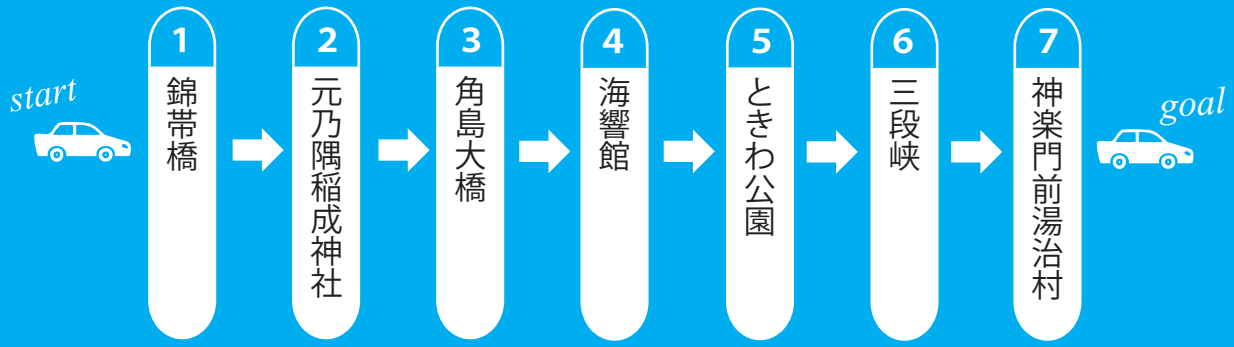 start
1
錦帯橋
2
元乃隅稲成神社
3
角島大橋
4
海響館
5
ときわ公園
6
三段峡
7
神楽門前湯治村
goal